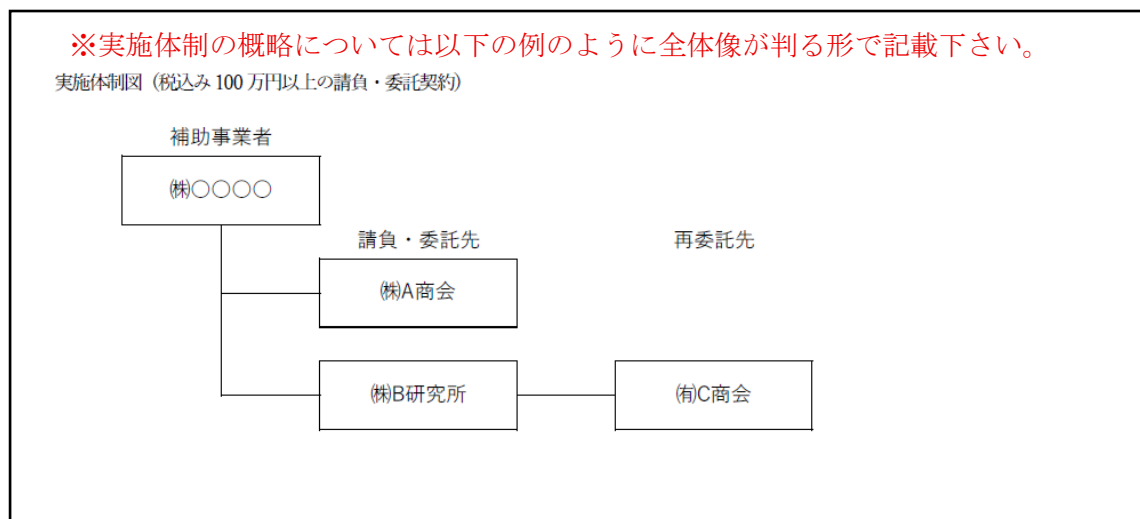 ※実施体制の概略については以下の例のように全体像が判る形で記載下さい。
実施体制図（税込み 100 万円以上の請負・委託契約）
補助事業者
㈱○○○○
請負・委託先
再委託先
㈱A商会
㈱B研究所
㈲C商会